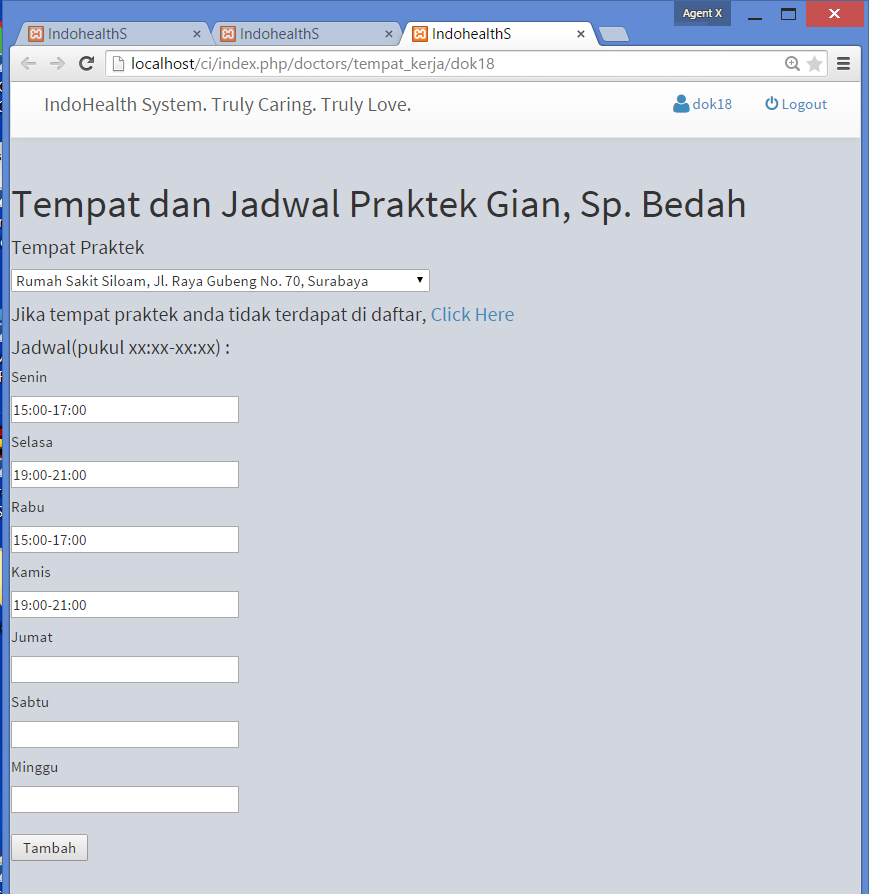 Agent X
IndohealthS
IndohealthS
IndohealthS
localhost/ci/index.php/doctors/tempat_kerja/dok18
IndoHealth System. Truly Caring. Truly Love.
dok18
Logout
Tempat dan Jadwal Praktek Gian, Sp. Bedah
Tempat Praktek
Rumah Sakit Siloam, Jl. Raya Gubeng No. 70, Surabaya
Jika tempat praktek anda tidak terdapat di daftar, Click Here
Jadwal(pukul xx:xx-xx:xx) :
Senin
15:00-17:00
Selasa
19:00-21:00
Rabu
15:00-17:00
Kamis
19:00-21:00
Jumat
Sabtu
Minggu
Tambah